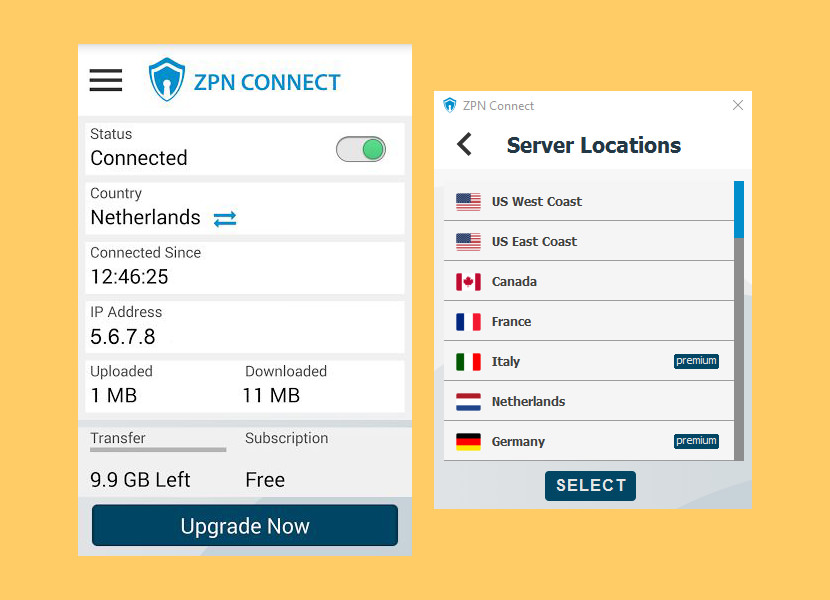 ZPN CONNECT
Status
Connected
Country
Netherlands
Connected Since
12:46:25
IP Address
5.6.7.8
Uploaded
Downloaded
1 MB
11 MB
Transfer
Subscription
9.9 GB Left
Free
Upgrade Now
ZPN Connect
Server Locations
US West Coast
US East Coast
Canada
France
Italy premium
Netherlands
Germany premium
SELECT